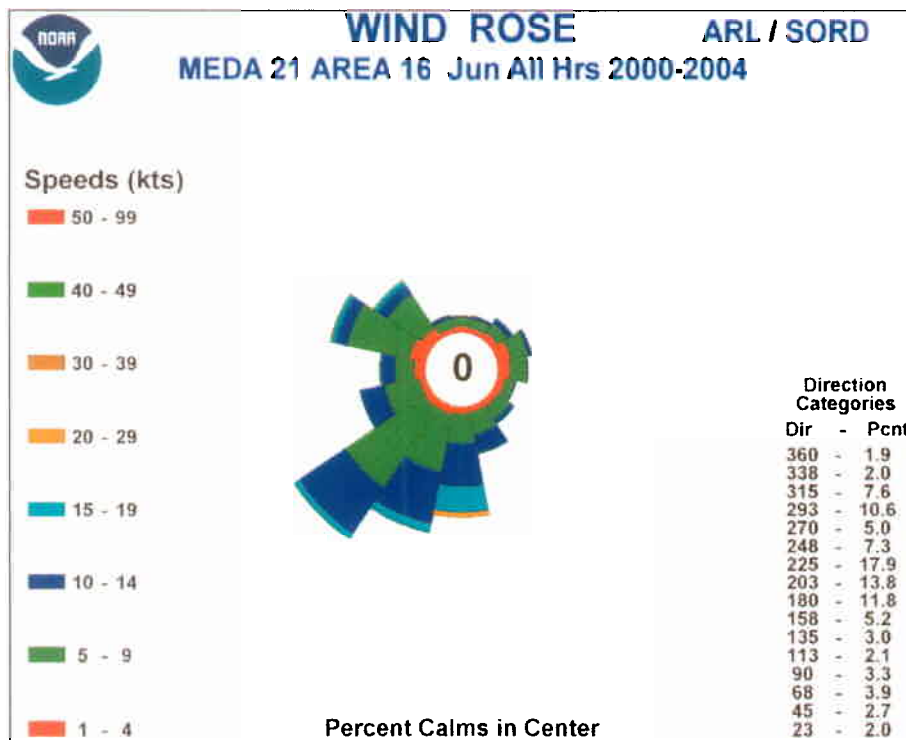 NOAA
WIND ROSE ARL / SORD
MEDA 21 AREA 16 Jun All Hrs 2000-2004
Speeds (kts)
50 - 99
40 - 49
30 - 39
20 - 29
15 - 19
10 - 14
5 - 9
1 - 4
0
Percent Calms in Center
Direction
Categories
Dir - Pcnt
360 - 1.9
338 - 2.0
315 - 7.6
293 - 10.6
270 - 5.0
248 - 7.3
225 - 17.9
203 - 13.8
180 - 11.8
158 - 5.2
135 - 3.0
113 - 2.1
90 - 3.3
68 - 3.9
45 - 2.7
23 - 2.0